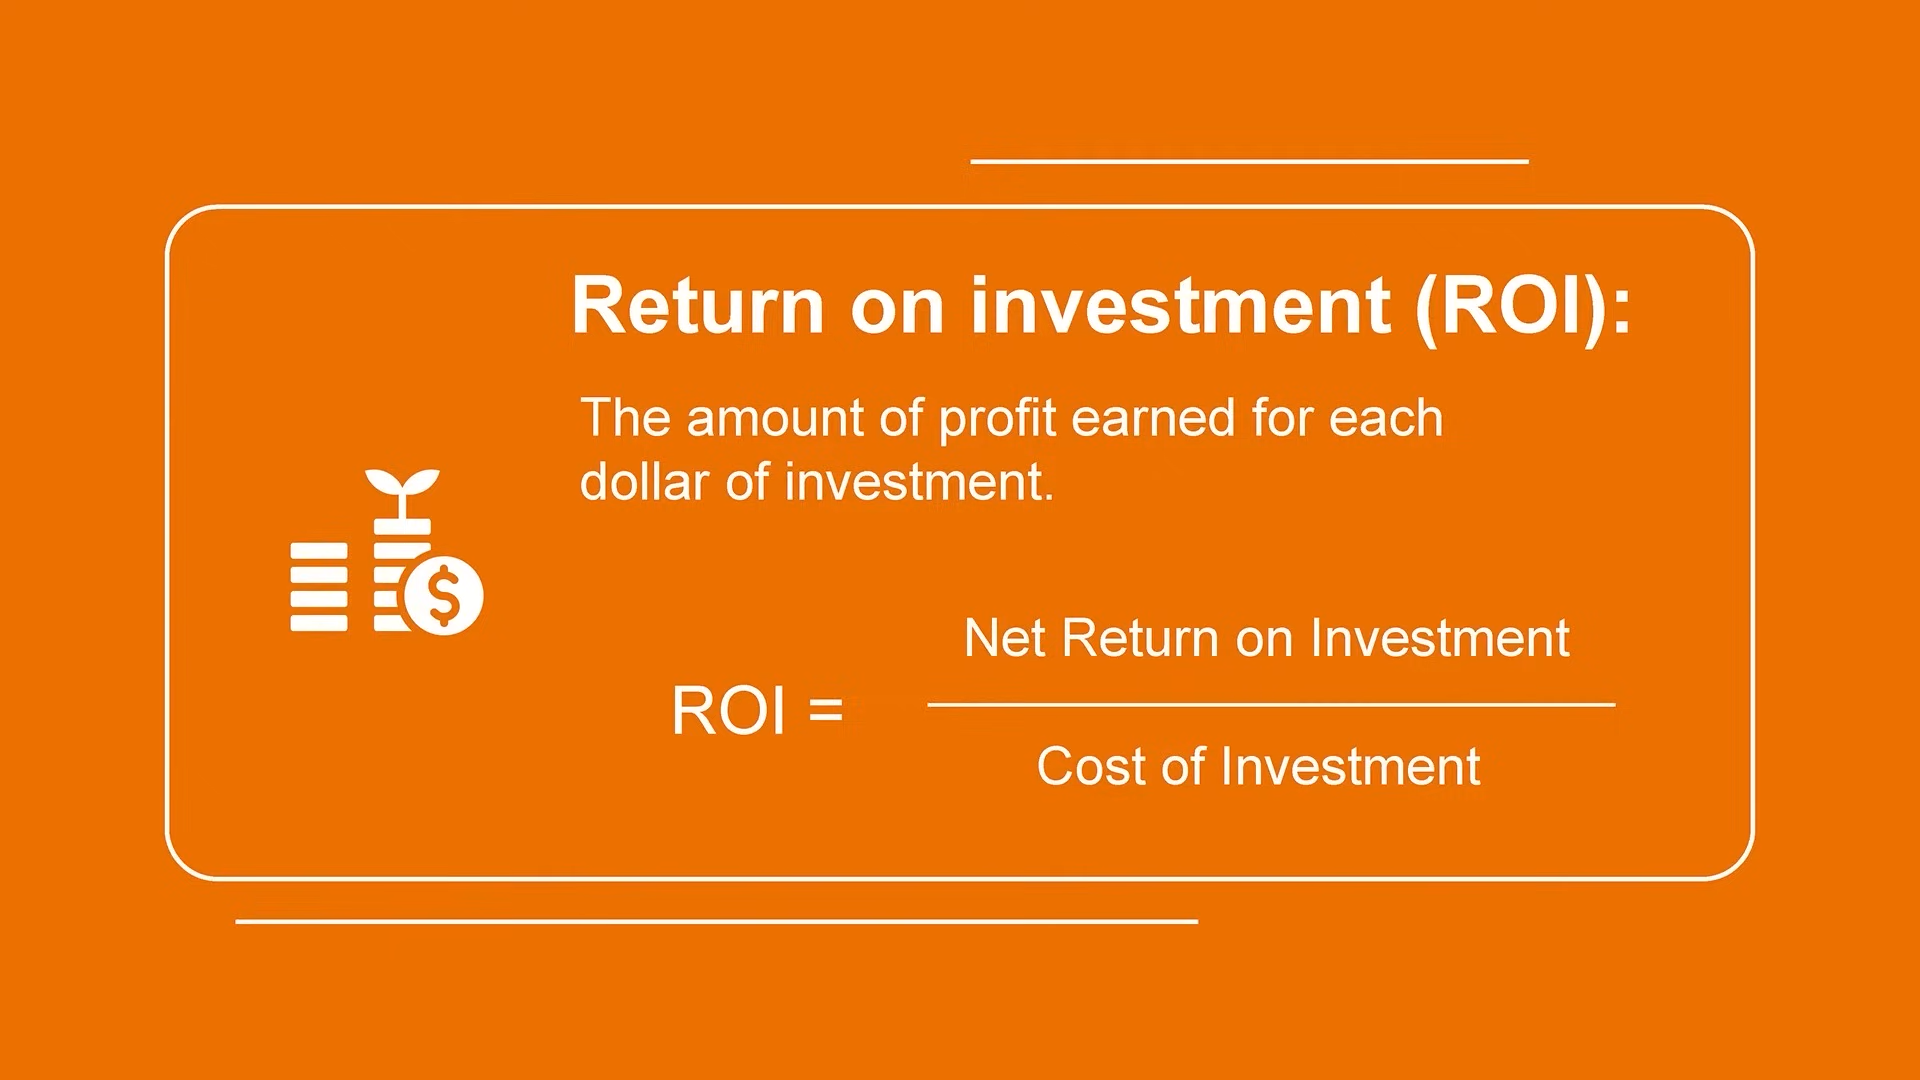 Return on investment (ROI):
The amount of profit earned for each
dollar of investment.
$
ROI =
Net Return on Investment
Cost of Investment